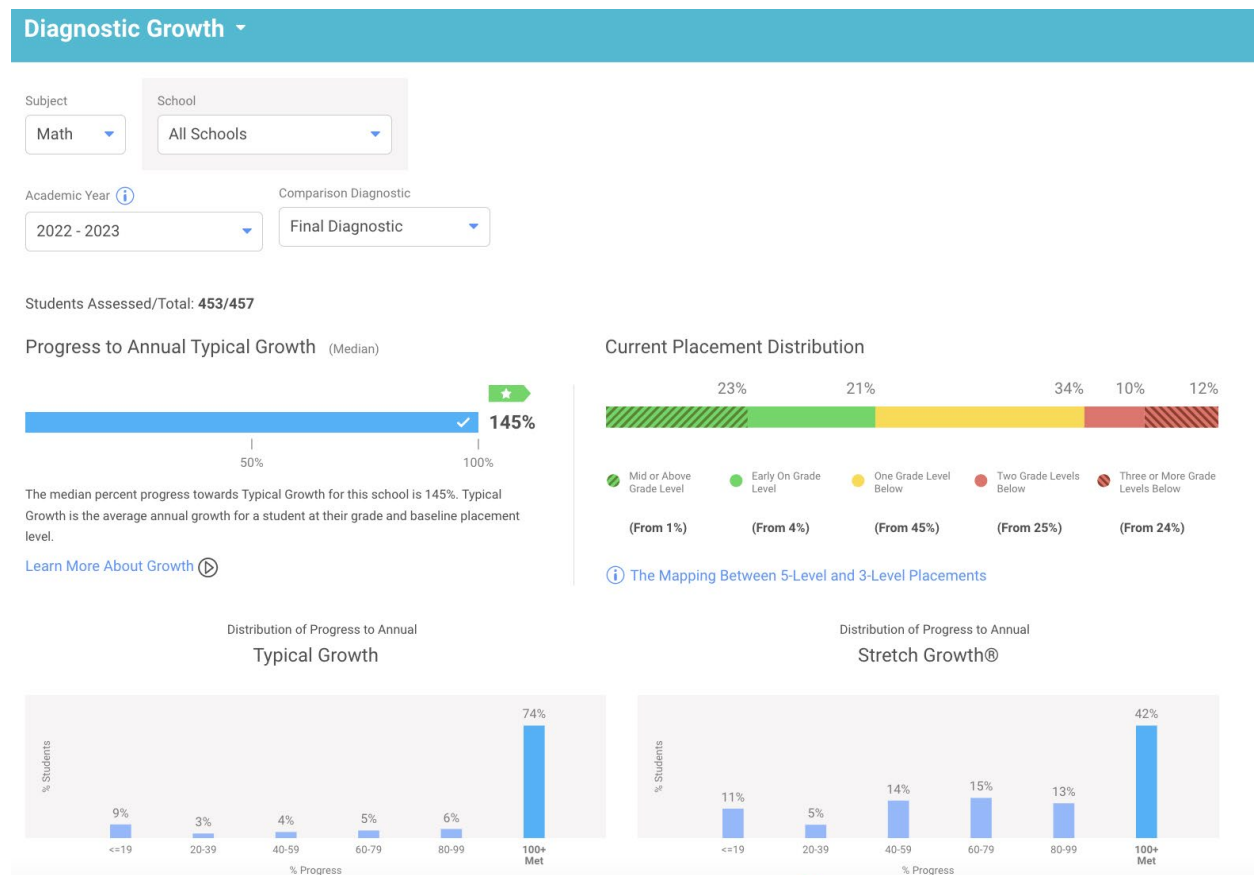 Diagnostic Growth
Subject
School
Math
All Schools
Academic Year
Comparison Diagnostic
2022 - 2023
Final Diagnostic
Students Assessed/Total: 453/457
Progress to Annual Typical Growth (Median)
145%
50%
100%
The median percent progress towards Typical Growth for this school is 145%. Typical
Growth is the average annual growth for a student at their grade and baseline placement
level.
Learn More About Growth
Current Placement Distribution
23%
21%
34%
10%
12%
Mid or Above
Grade Level
Early On Grade
Level
One Grade Level
Below
Two Grade Levels
Below
Three or More Grade
Levels Below
(From 1%)
(From 4%)
(From 45%)
(From 25%)
(From 24%)
The Mapping Between 5-Level and 3-Level Placements
Distribution of Progress to Annual
Typical Growth
% Students
9%
3%
4%
5%
6%
74%
<=19
20-39
40-59
60-79
80-99
100+
Met
% Progress
Distribution of Progress to Annual
Stretch Growth®
% Students
11%
5%
14%
15%
13%
42%
<=19
20-39
40-59
60-79
80-99
100+
Met
% Progress